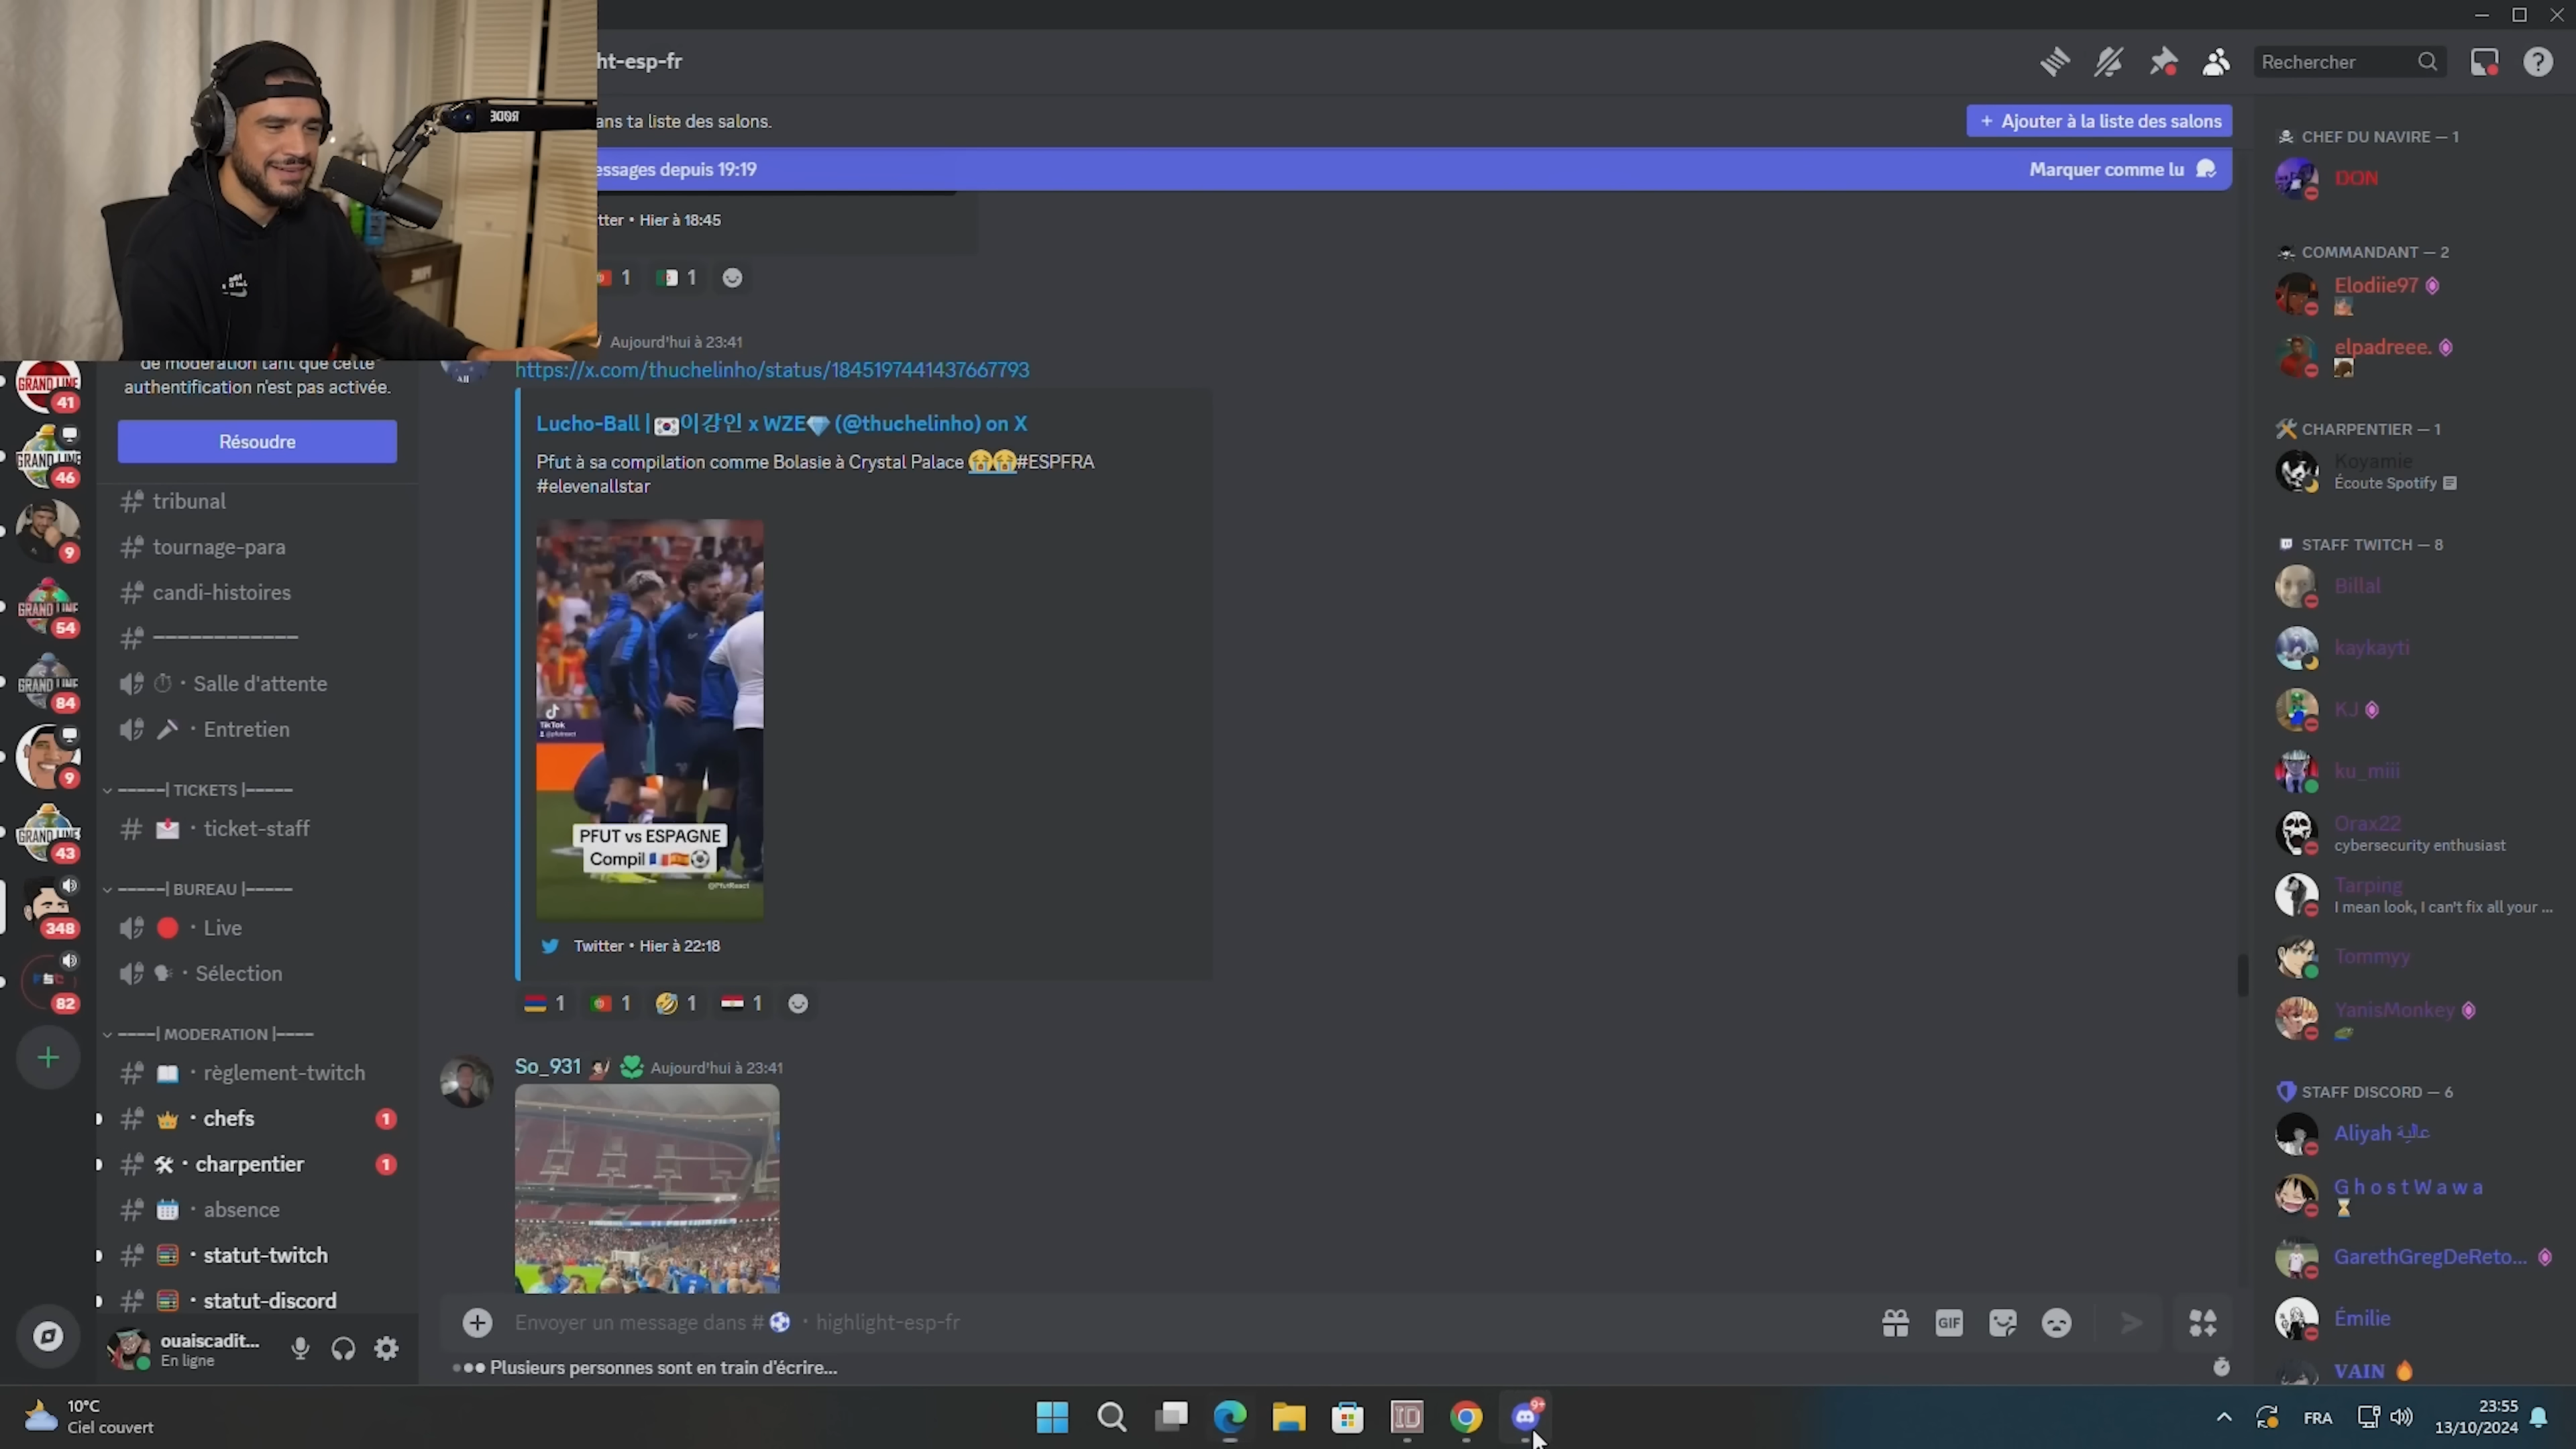 ht-esp-fr
Rechercher
ans ta liste des salons.
+ Ajouter à la liste des salons
essages depuis 19:19
Marquer comme lu
tter • Hier à 18:45
1
1
RØDE
de modération tant que cette
authentification n'est pas activée.
Résoudre
GRAND LINE
41
GRAND LINE
46
9
GRAND LINE
54
GRAND LINE
84
9
GRAND LINE
43
348
82
tribunal
tournage-para
candi-histoires
––––––––––––
· Salle d'attente
· Entretien
–––––| TICKETS |–––––
· ticket-staff
–––––| BUREAU |–––––
· Live
· Sélection
––––| MODERATION |––––
· règlement-twitch
· chefs
1
· charpentier
1
· absence
· statut-twitch
· statut-discord
ouaiscadit...
En ligne
Aujourd'hui à 23:41
https://x.com/thuchelinho/status/1845197441437667793
Lucho-Ball | 🇰🇷이강인 x WZE💎 (@thuchelinho) on X
Pfut à sa compilation comme Bolasie à Crystal Palace 😭😭#ESPFRA
#elevenallstar
TikTok
PFUT vs ESPAGNE
Compil 🇫🇷🇪🇸⚽
@PfutReact
Twitter • Hier à 22:18
1
1
🤣 1
1
So_931 Aujourd'hui à 23:41
Envoyer un message dans # ⚽ · highlight-esp-fr
GIF
Plusieurs personnes sont en train d'écrire...
CHEF DU NAVIRE — 1
DON
COMMANDANT — 2
Elodiie97
elpadreee.
CHARPENTIER — 1
Koyamie
Écoute Spotify
STAFF TWITCH — 8
Billal
kaykayti
KJ
ku_miii
Orax22
cybersecurity enthusiast
Tarping
I mean look, I can't fix all your ...
Tommyy
YanisMonkey
STAFF DISCORD — 6
Aliyah عالية
GhostWawa
GarethGregDeReto...
Émilie
VAIN 🔥
10°C
Ciel couvert
9+
FRA
23:55
13/10/2024